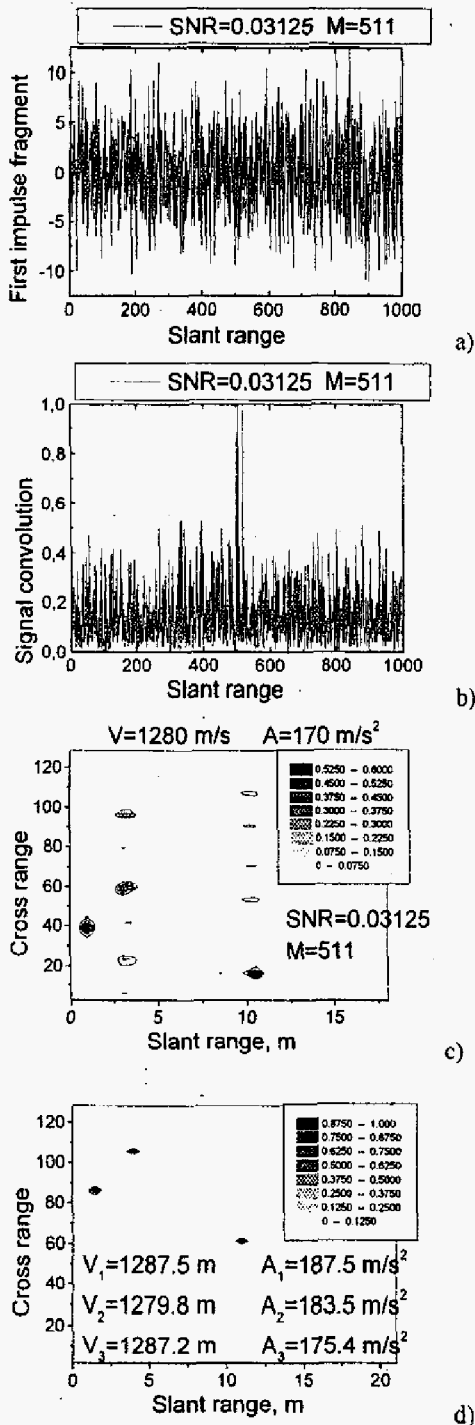 SNR=0.03125 M=511
First impulse fragment
10
5
0
-5
-10
0 200 400 600 800 1000
Slant range
a)
SNR=0.03125 M=511
Signal convolution
1,0
0,8
0,6
0,4
0,2
0,0
0 200 400 600 800 1000
Slant range
b)
V=1280 m/s A=170 m/s²
Cross range
120
100
80
60
40
20
0.5250 – 0.6000
0.4500 – 0.5250
0.3750 – 0.4500
0.3000 – 0.3750
0.2250 – 0.3000
0.1500 – 0.2250
0.0750 – 0.1500
0 – 0.0750
SNR=0.03125
M=511
0 5 10 15
Slant range, m
c)
Cross range
120
100
80
60
40
20
0.8750 – 1.000
0.7500 – 0.8750
0.6250 – 0.7500
0.5000 – 0.6250
0.3750 – 0.5000
0.2500 – 0.3750
0.1250 – 0.2500
0 – 0.1250
V₁=1287.5 m A₁=187.5 m/s²
V₂=1279.8 m A₂=183.5 m/s²
V₃=1287.2 m A₃=175.4 m/s²
0 5 10 15 20
Slant range, m
d)